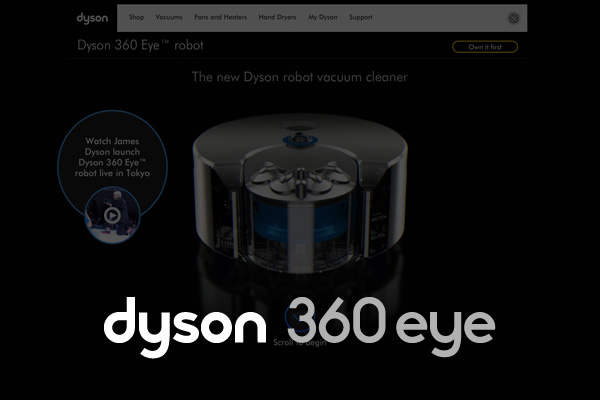 dyson Shop Vacuums Fans and Heaters Hand Dryers My Dyson Support
Dyson 360 Eye™ robot Own it first
The new Dyson robot vacuum cleaner
Watch James
Dyson launch
Dyson 360 Eye™
robot live in Tokyo
dyson 360 eye
Scroll to begin